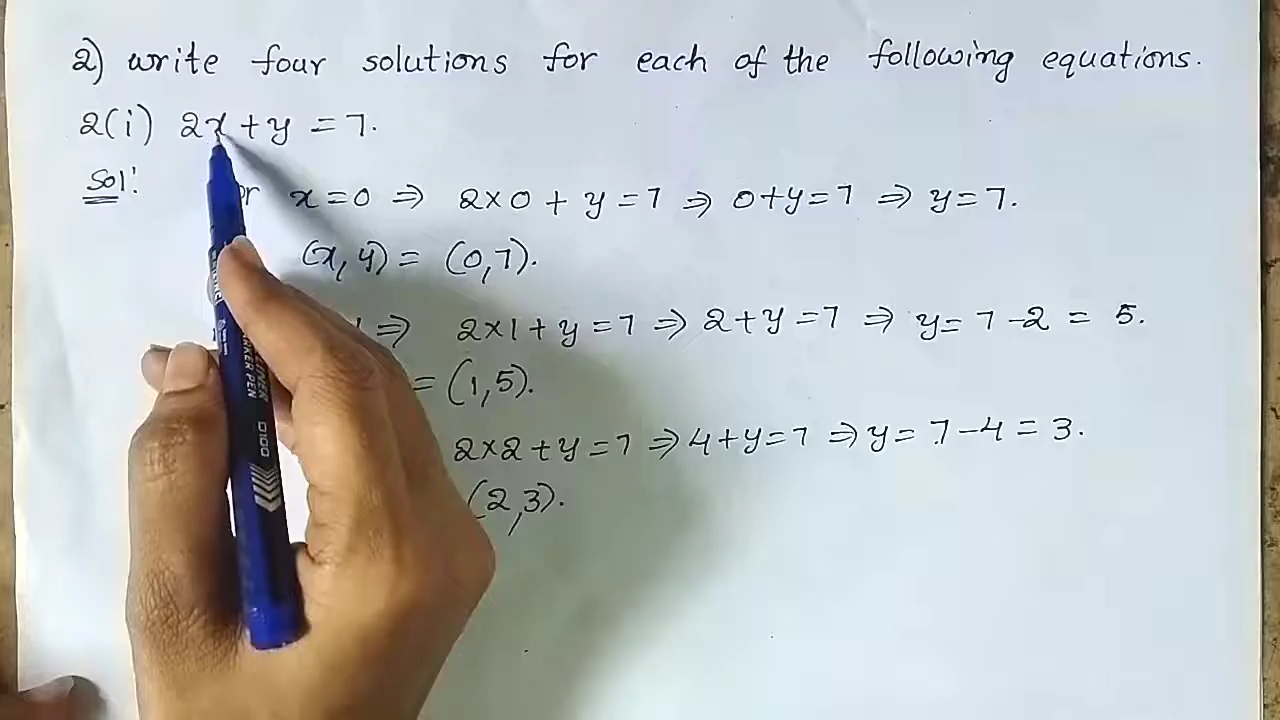 2) write four solutions for each of the following equations.
2(i) 2x + y = 7.
Sol: x = 0 ⇒ 2×0 + y = 7 ⇒ 0+y = 7 ⇒ y = 7.
(x, y) = (0, 7).
⇒ 2×1 + y = 7 ⇒ 2+y = 7 ⇒ y = 7 - 2 = 5.
= (1, 5).
2×2 + y = 7 ⇒ 4+y = 7 ⇒ y = 7 - 4 = 3.
(2, 3).